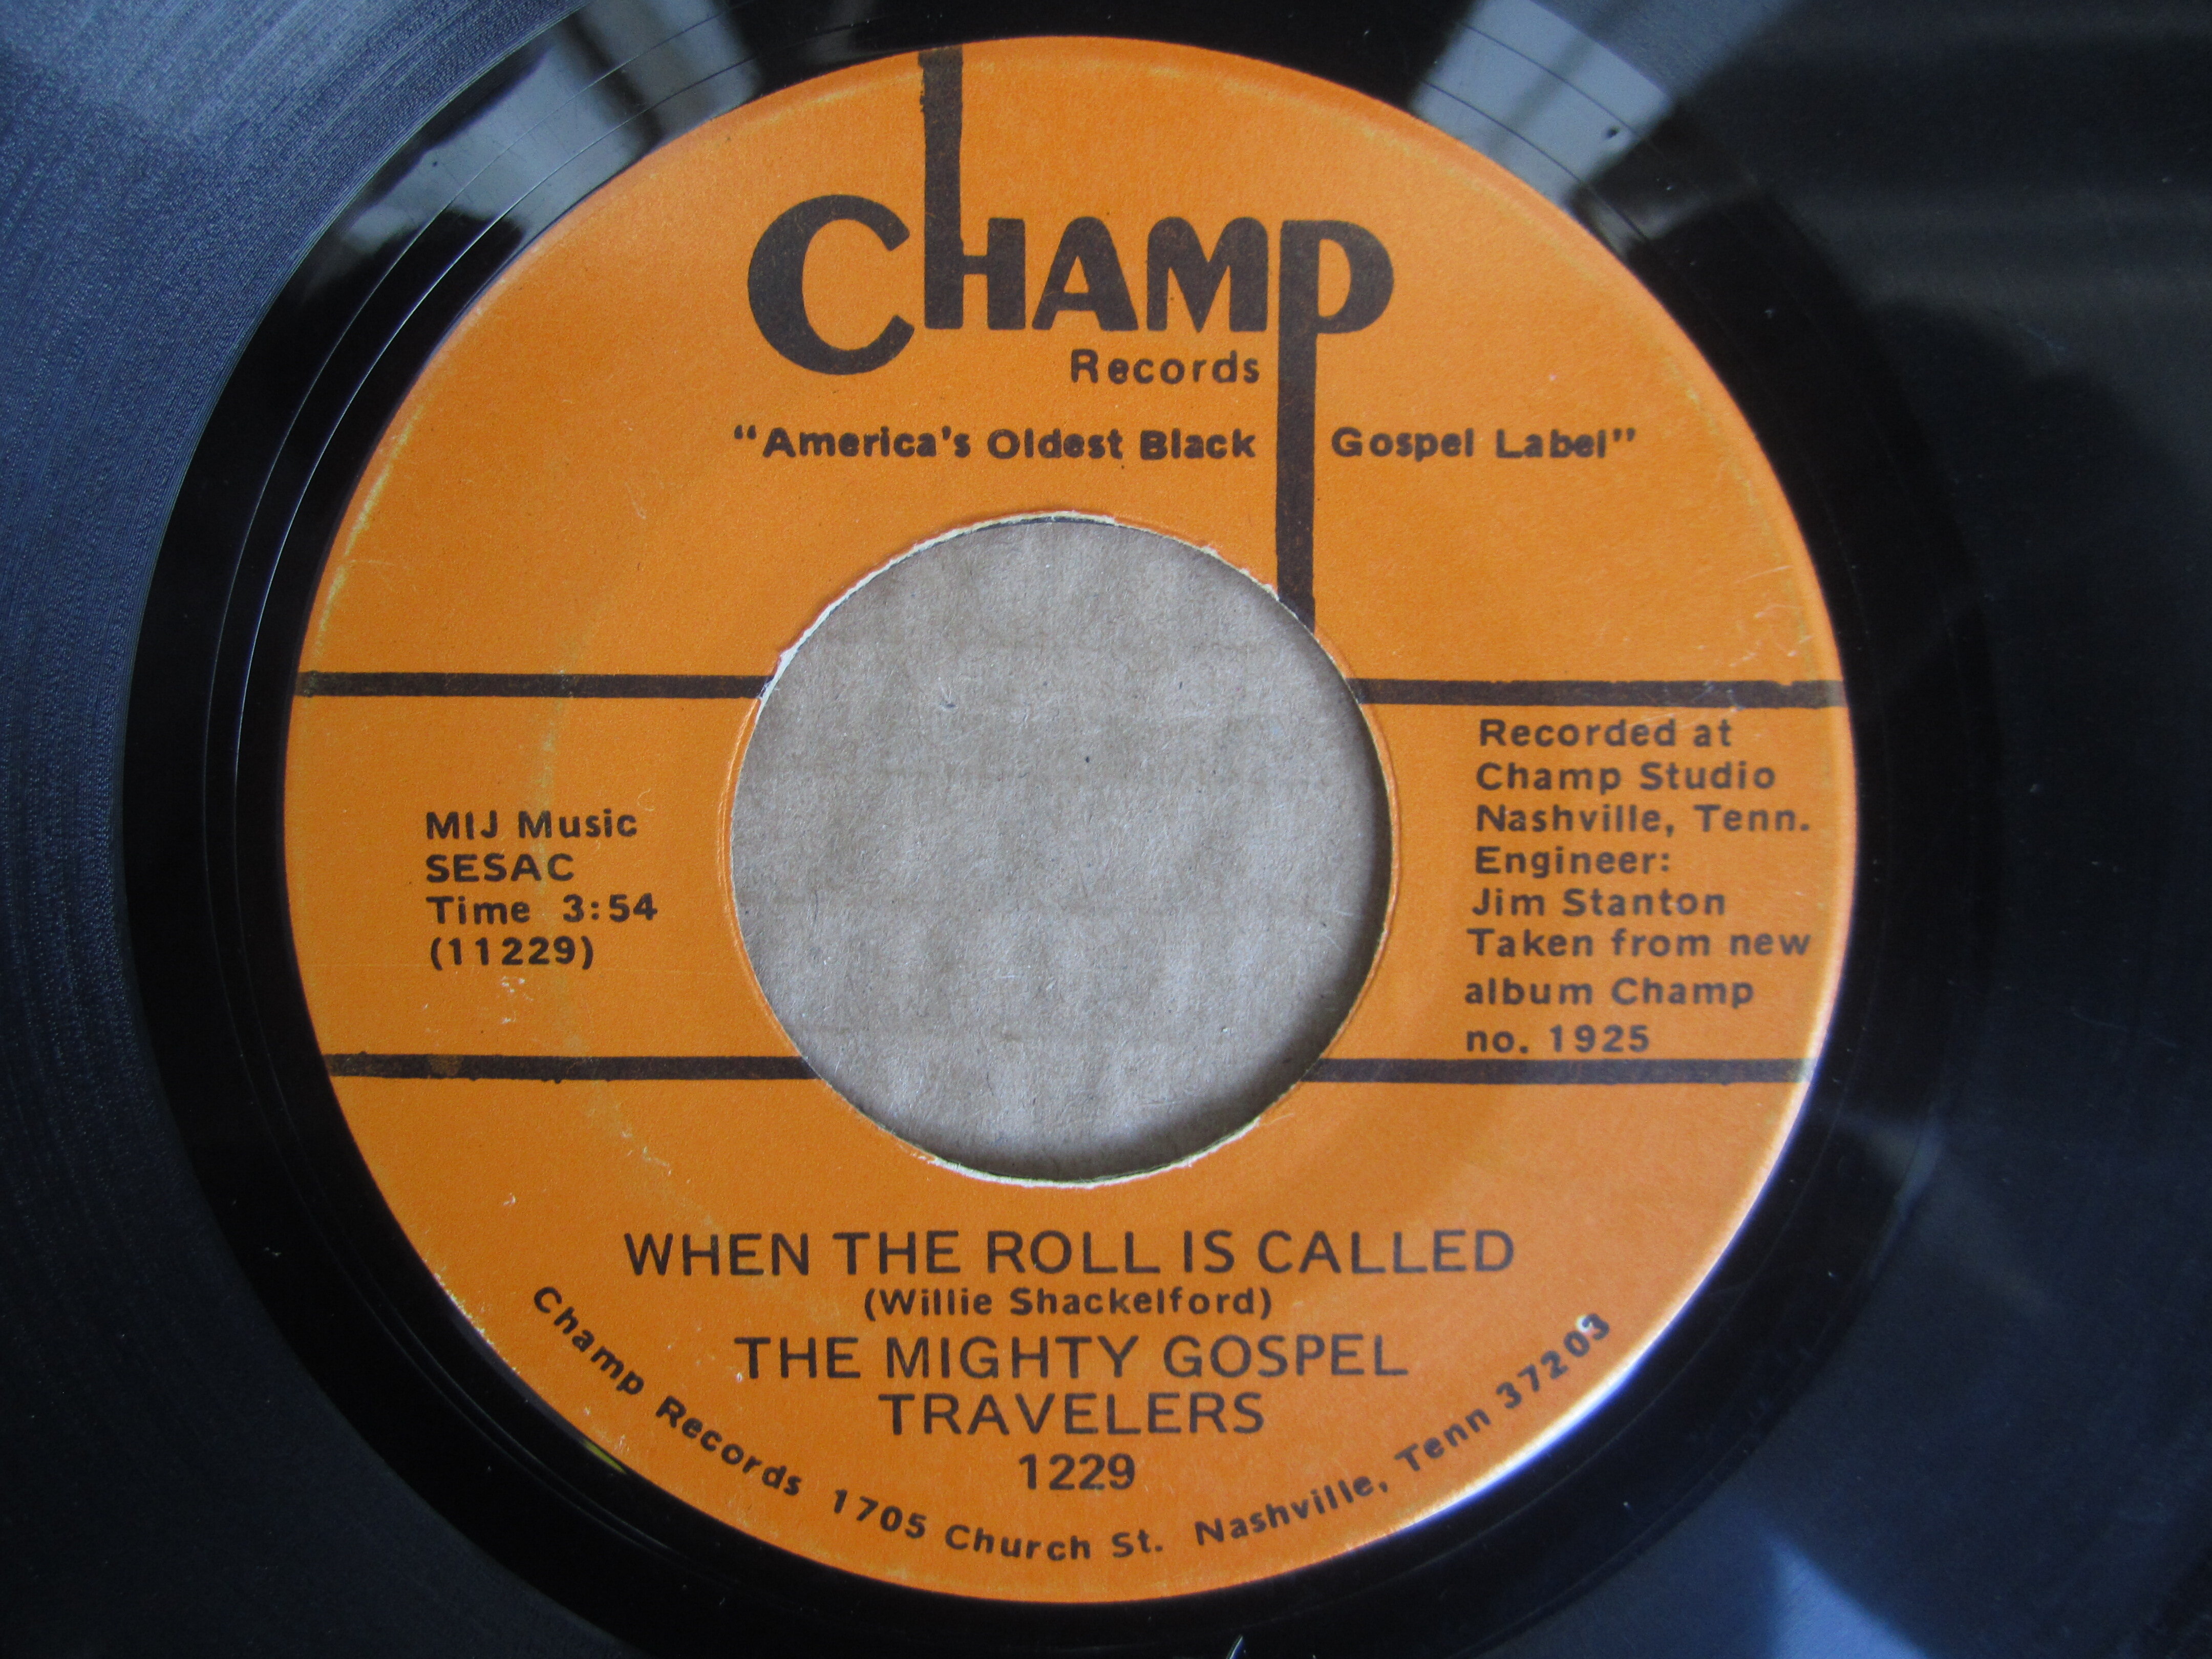 CHAMP
Records
"America's Oldest Black Gospel Label"
MIJ Music
SESAC
Time 3:54
(11229)
Recorded at
Champ Studio
Nashville, Tenn.
Engineer:
Jim Stanton
Taken from new
album Champ
no. 1925
WHEN THE ROLL IS CALLED
(Willie Shackelford)
THE MIGHTY GOSPEL
TRAVELERS
1229
Champ Records 1705 Church St. Nashville, Tenn 37203